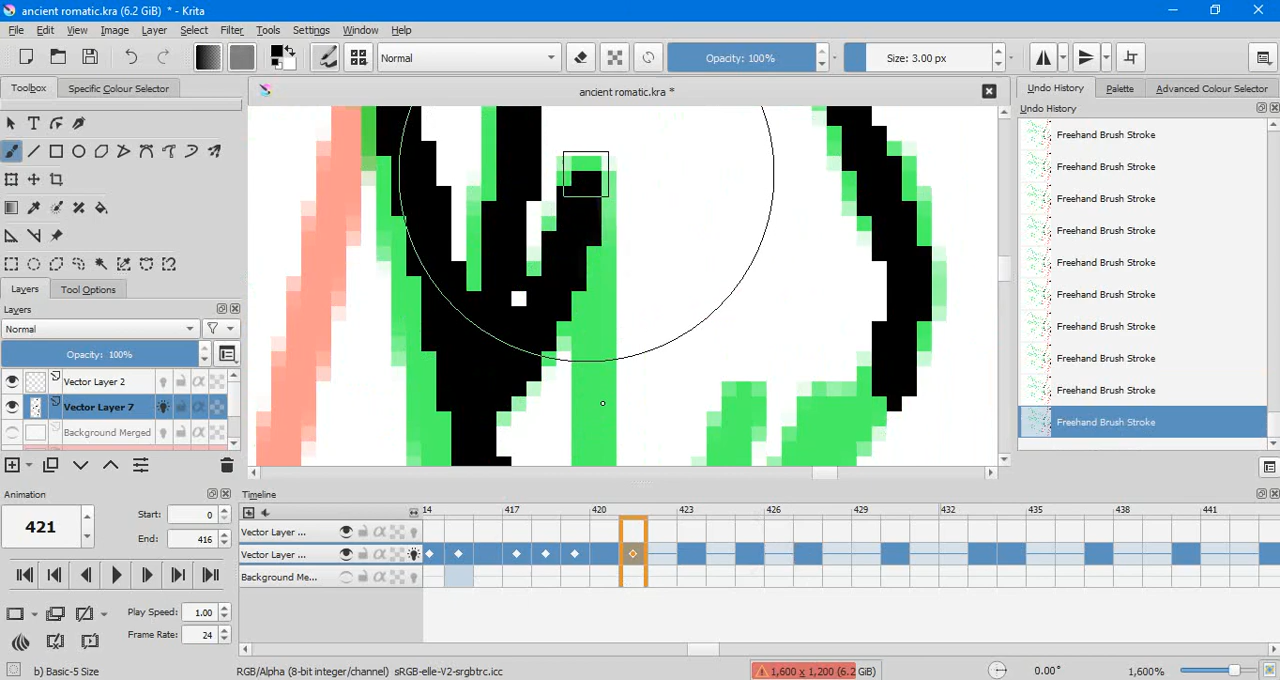 ancient romatic.kra (6.2 GiB) * - Krita
File Edit View Image Layer Select Filter Tools Settings Window Help
Normal Opacity: 100% Size: 3.00 px
Toolbox Specific Colour Selector
ancient romatic.kra *
Undo History Palette Advanced Colour Selector
Undo History
Freehand Brush Stroke
Freehand Brush Stroke
Freehand Brush Stroke
Freehand Brush Stroke
Freehand Brush Stroke
Freehand Brush Stroke
Freehand Brush Stroke
Freehand Brush Stroke
Freehand Brush Stroke
Freehand Brush Stroke
Layers Tool Options
Layers
Normal
Opacity: 100%
Vector Layer 2
Vector Layer 7
Background Merged
Animation
421
Start: 0
End: 416
Play Speed: 1.00
Frame Rate: 24
Timeline
14 417 420 423 426 429 432 435 438 441
Vector Layer ...
Vector Layer ...
Background Me...
b) Basic-5 Size
RGB/Alpha (8-bit integer/channel) sRGB-elle-V2-srgbtrc.icc
1,600 x 1,200 (6.2 GiB)
0.00°
1,600%